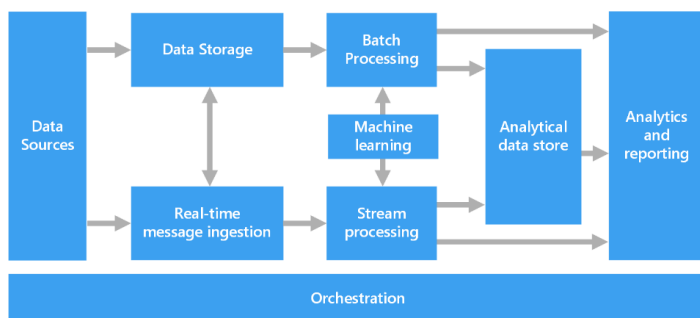 Data
Sources
Data Storage
Real-time
message ingestion
Batch
Processing
Machine
learning
Stream
processing
Analytical
data store
Analytics
and
reporting
Orchestration